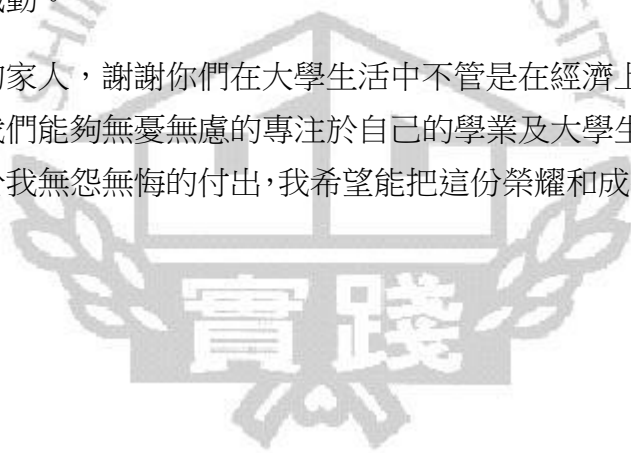 動。
家人，謝謝你們在大學生活中不管是在經濟上
們能夠無憂無慮的專注於自己的學業及大學生
我無怨無悔的付出，我希望能把這份榮耀和成
SHI
實踐